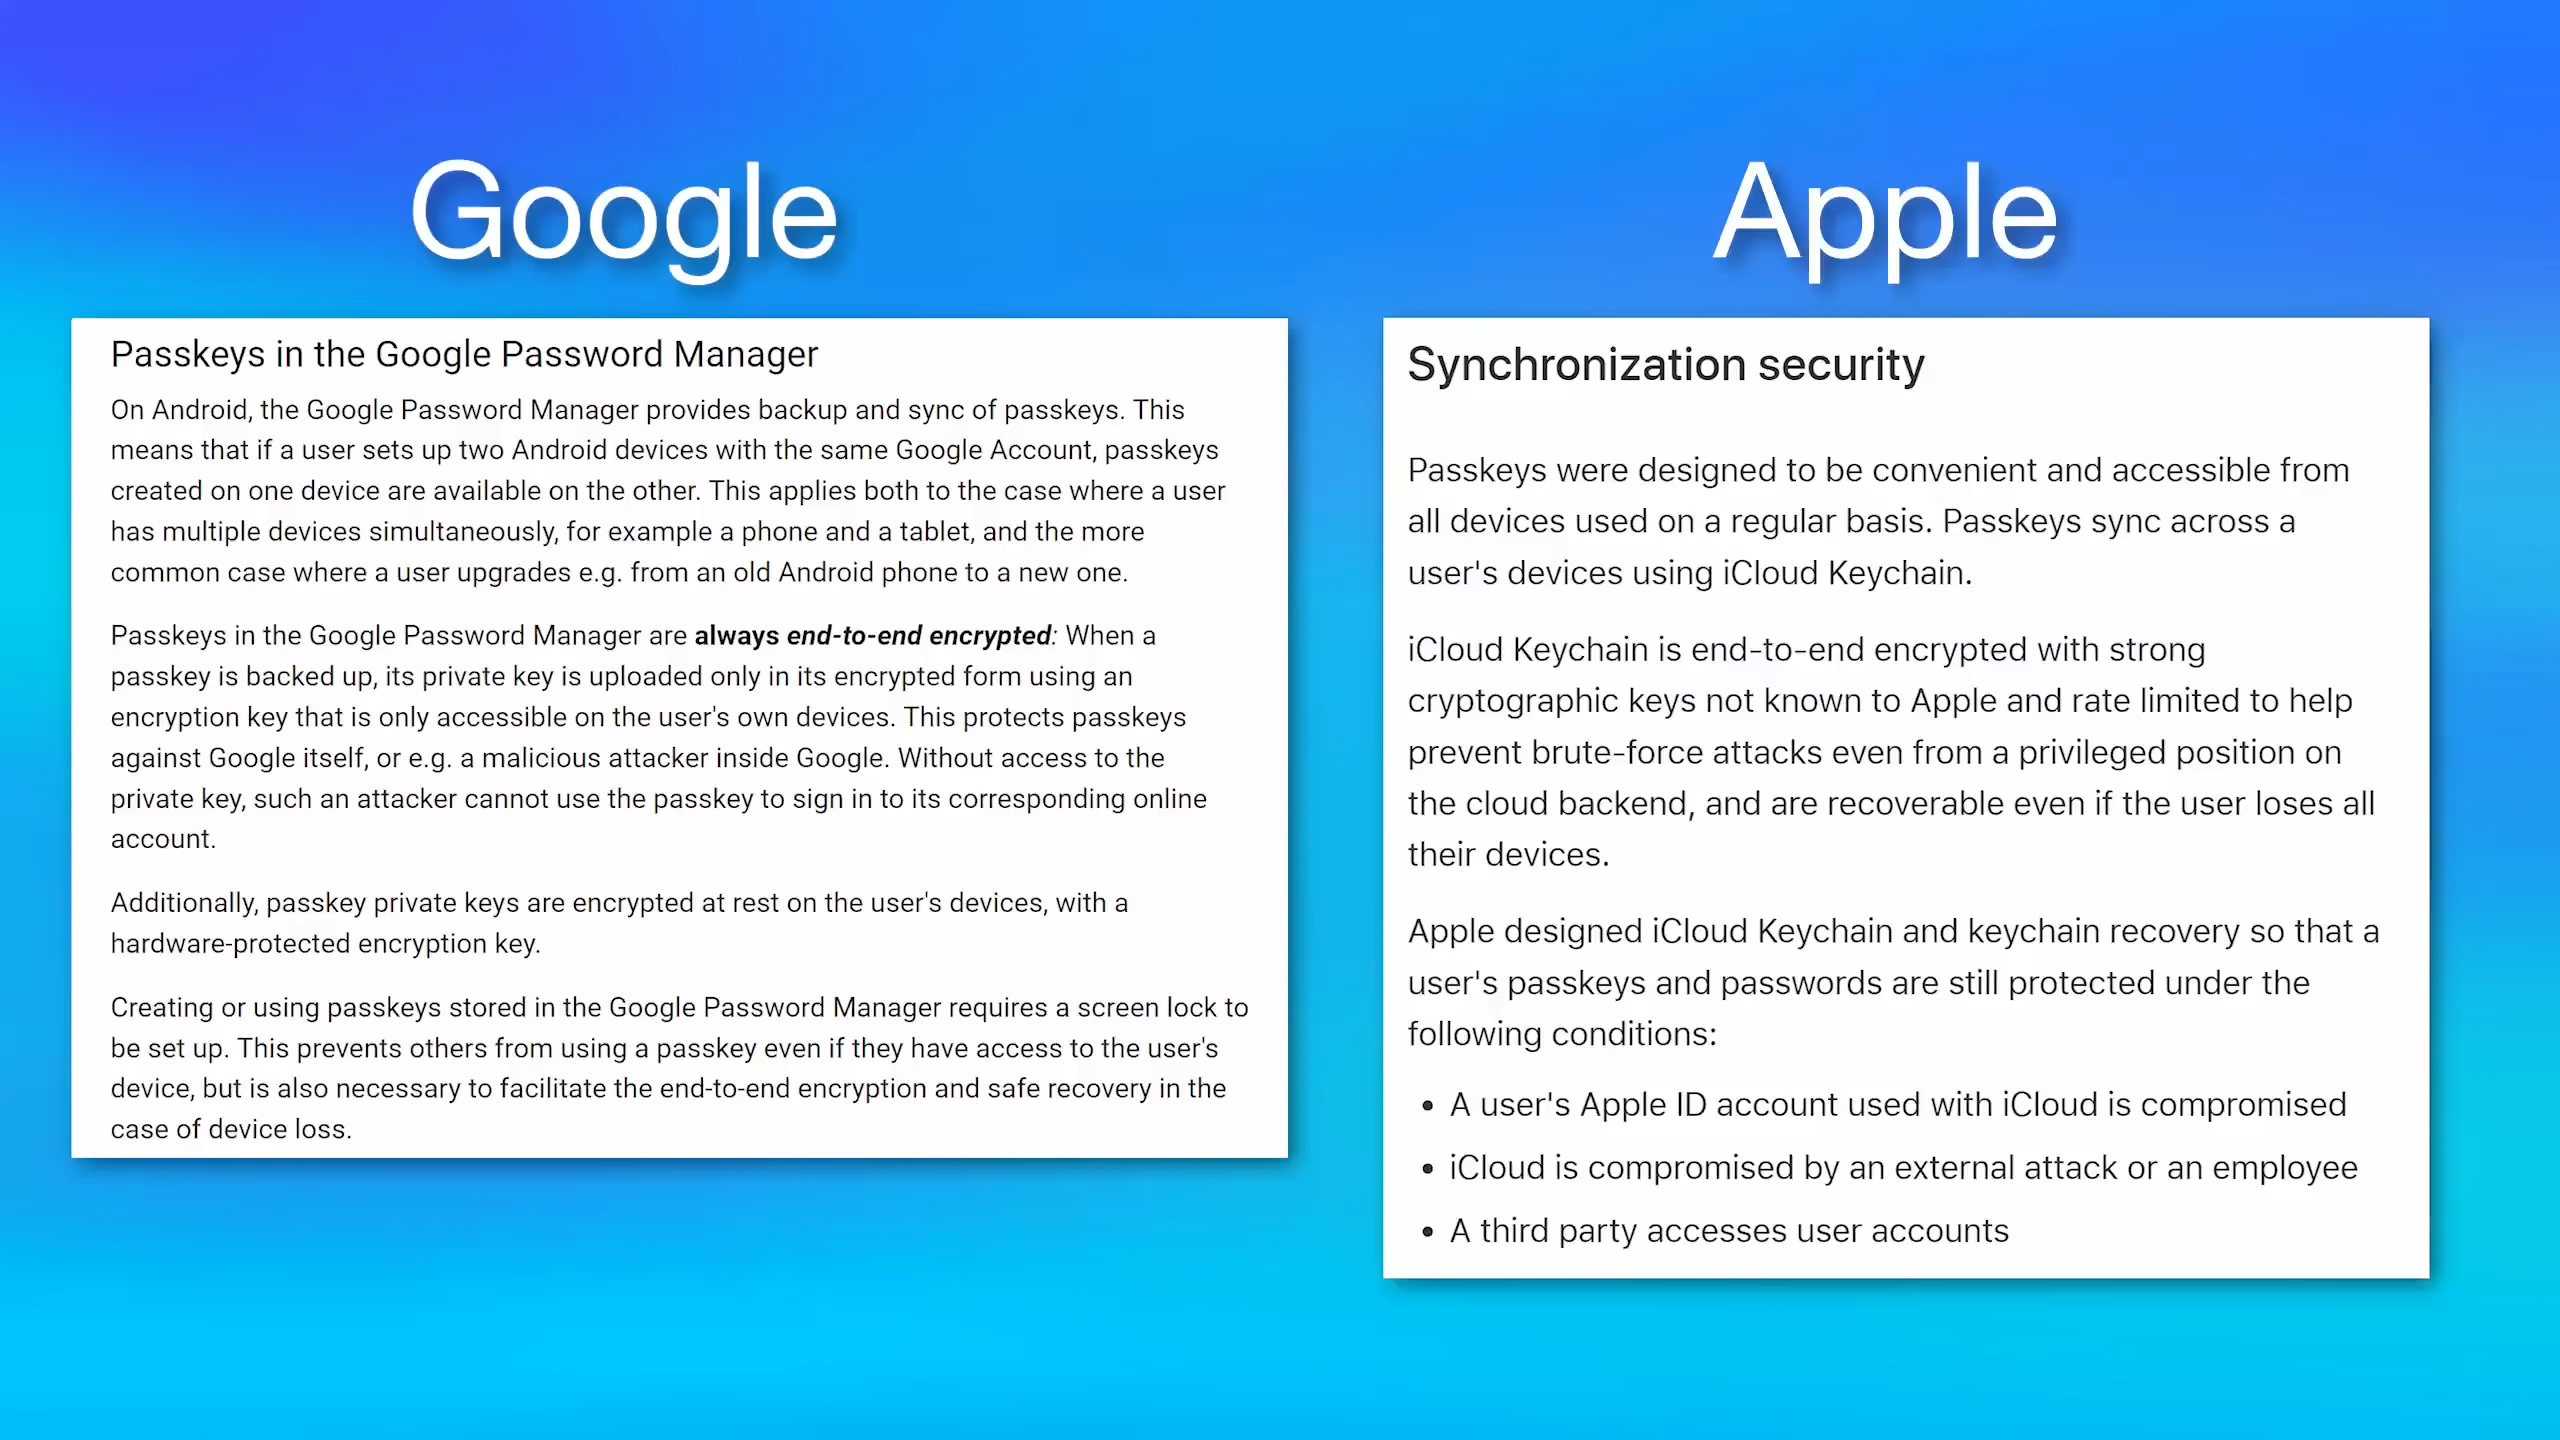 Google
Passkeys in the Google Password Manager
On Android, the Google Password Manager provides backup and sync of passkeys. This
means that if a user sets up two Android devices with the same Google Account, passkeys
created on one device are available on the other. This applies both to the case where a user
has multiple devices simultaneously, for example a phone and a tablet, and the more
common case where a user upgrades e.g. from an old Android phone to a new one.
Passkeys in the Google Password Manager are always end-to-end encrypted: When a
passkey is backed up, its private key is uploaded only in its encrypted form using an
encryption key that is only accessible on the user's own devices. This protects passkeys
against Google itself, or e.g. a malicious attacker inside Google. Without access to the
private key, such an attacker cannot use the passkey to sign in to its corresponding online
account.
Additionally, passkey private keys are encrypted at rest on the user's devices, with a
hardware-protected encryption key.
Creating or using passkeys stored in the Google Password Manager requires a screen lock to
be set up. This prevents others from using a passkey even if they have access to the user's
device, but is also necessary to facilitate the end-to-end encryption and safe recovery in the
case of device loss.
Apple
Synchronization security
Passkeys were designed to be convenient and accessible from
all devices used on a regular basis. Passkeys sync across a
user's devices using iCloud Keychain.
iCloud Keychain is end-to-end encrypted with strong
cryptographic keys not known to Apple and rate limited to help
prevent brute-force attacks even from a privileged position on
the cloud backend, and are recoverable even if the user loses all
their devices.
Apple designed iCloud Keychain and keychain recovery so that a
user's passkeys and passwords are still protected under the
following conditions:
• A user's Apple ID account used with iCloud is compromised
• iCloud is compromised by an external attack or an employee
• A third party accesses user accounts